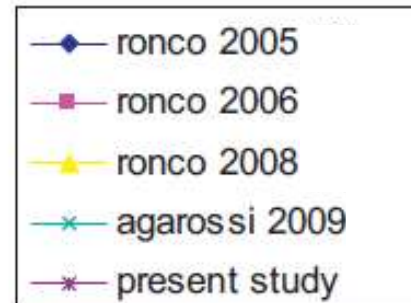 ronco 2005
ronco 2006
ronco 2008
agarossi 2009
present study